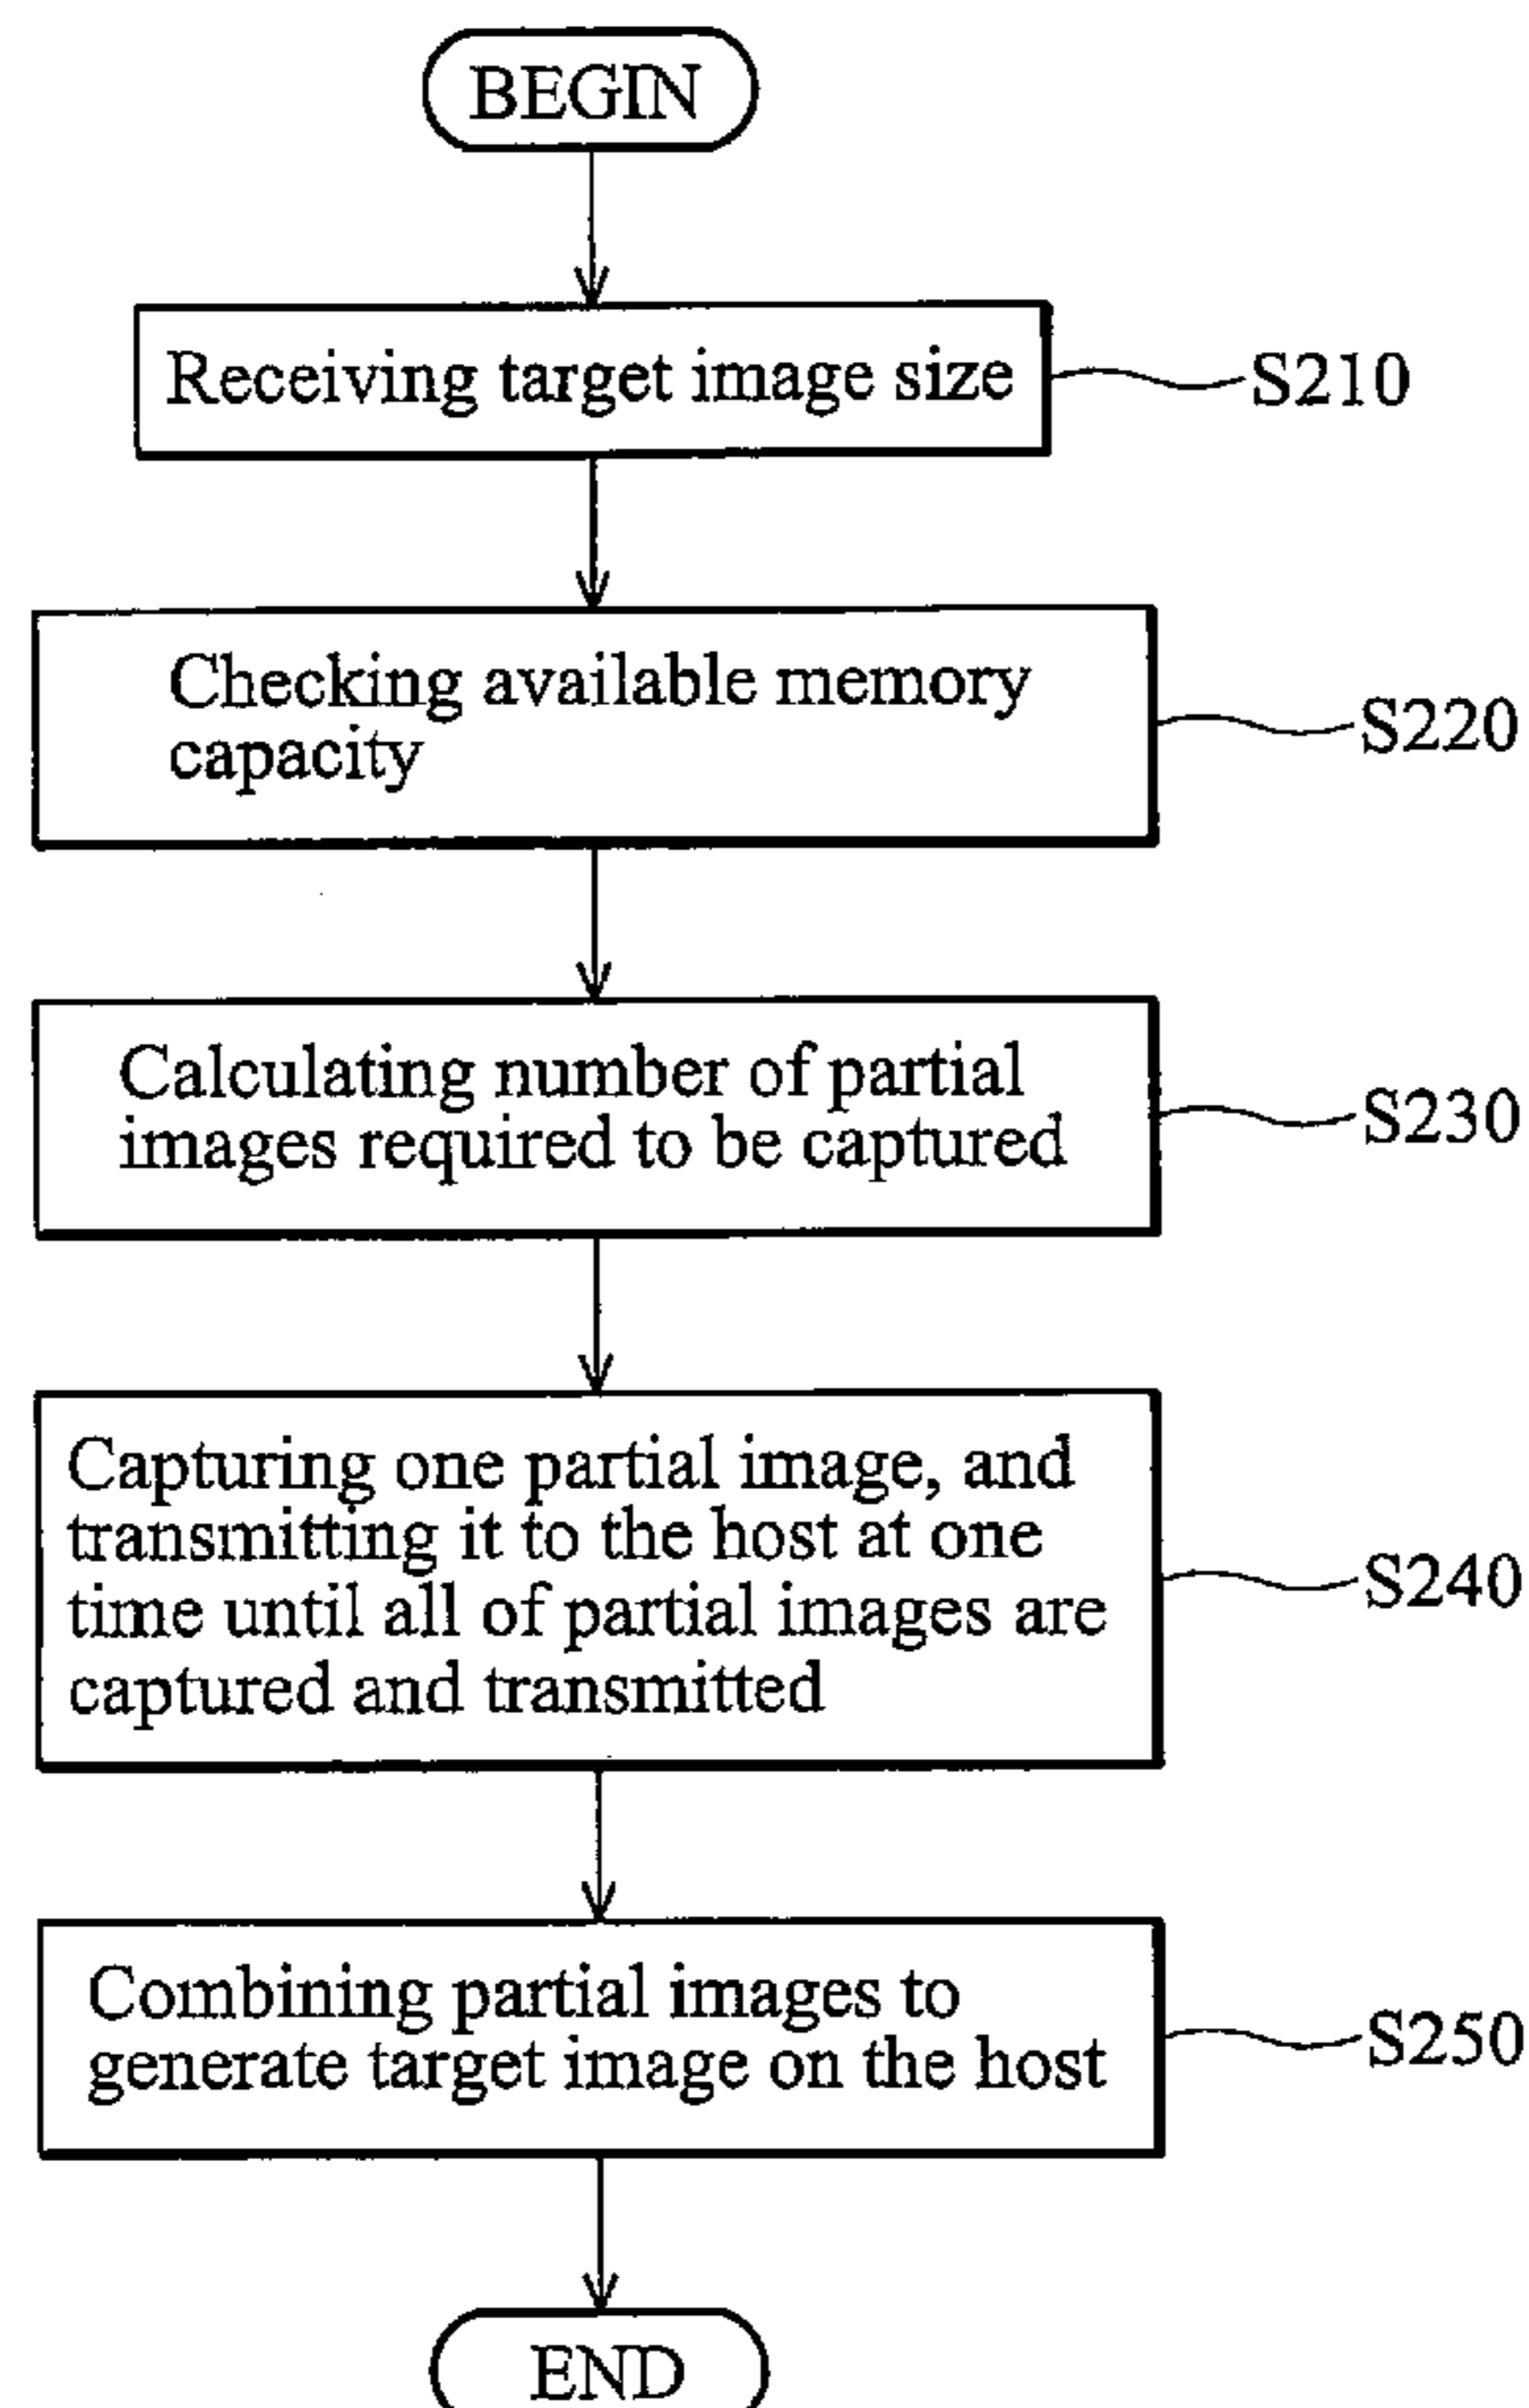 BEGIN
Receiving target image size
S210
Checking available memory
capacity
S220
Calculating number of partial
images required to be captured
S230
Capturing one partial image, and
transmitting it to the host at one
time until all of partial images are
captured and transmitted
S240
Combining partial images to
generate target image on the host
S250
END